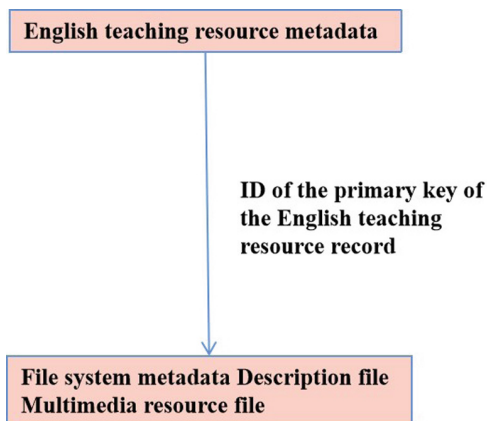 English teaching resource metadata
ID of the primary key of
the English teaching
resource record
File system metadata Description file
Multimedia resource file